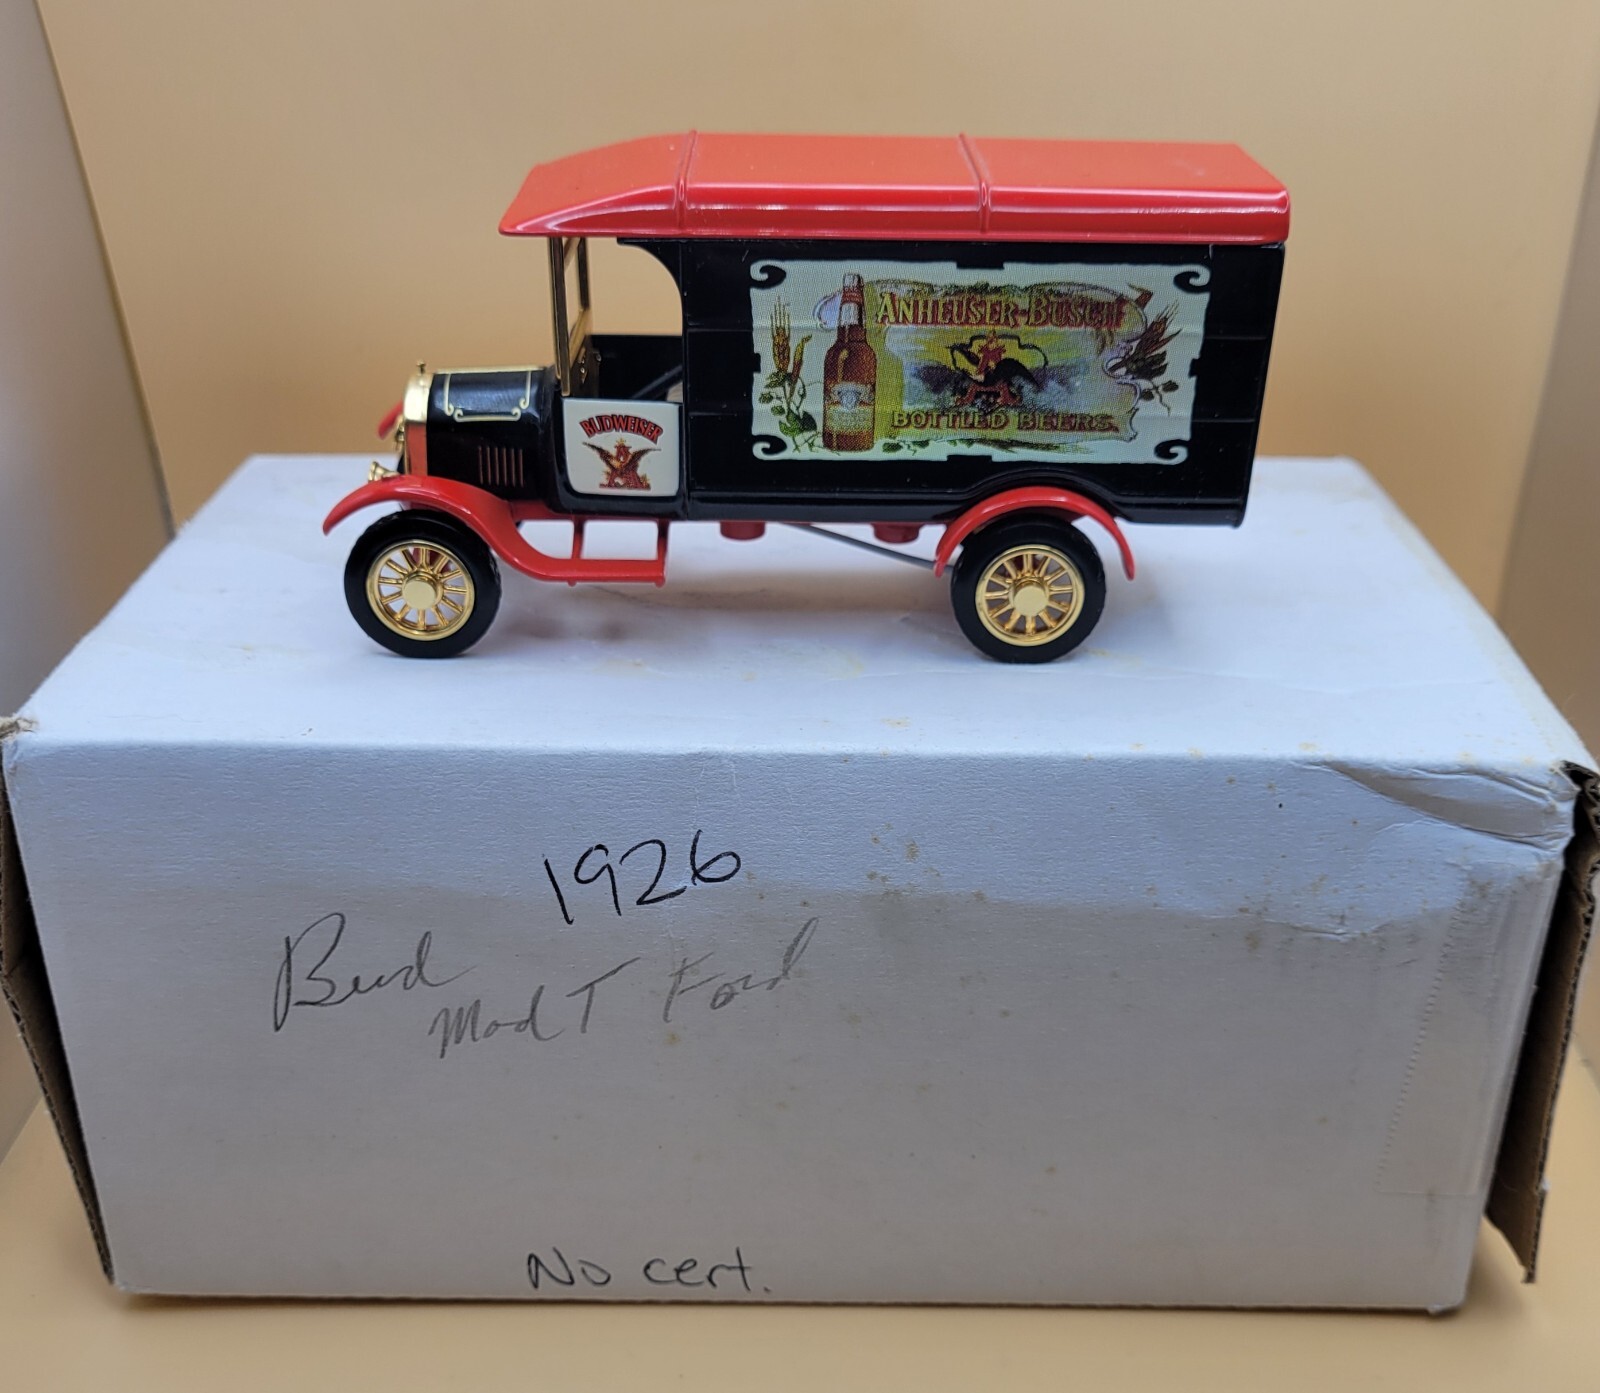 ANHEUSER-BUSCH
BOTTLED BEERS.
BUDWEISER
1926
Bud
Mod T Ford
No cert.